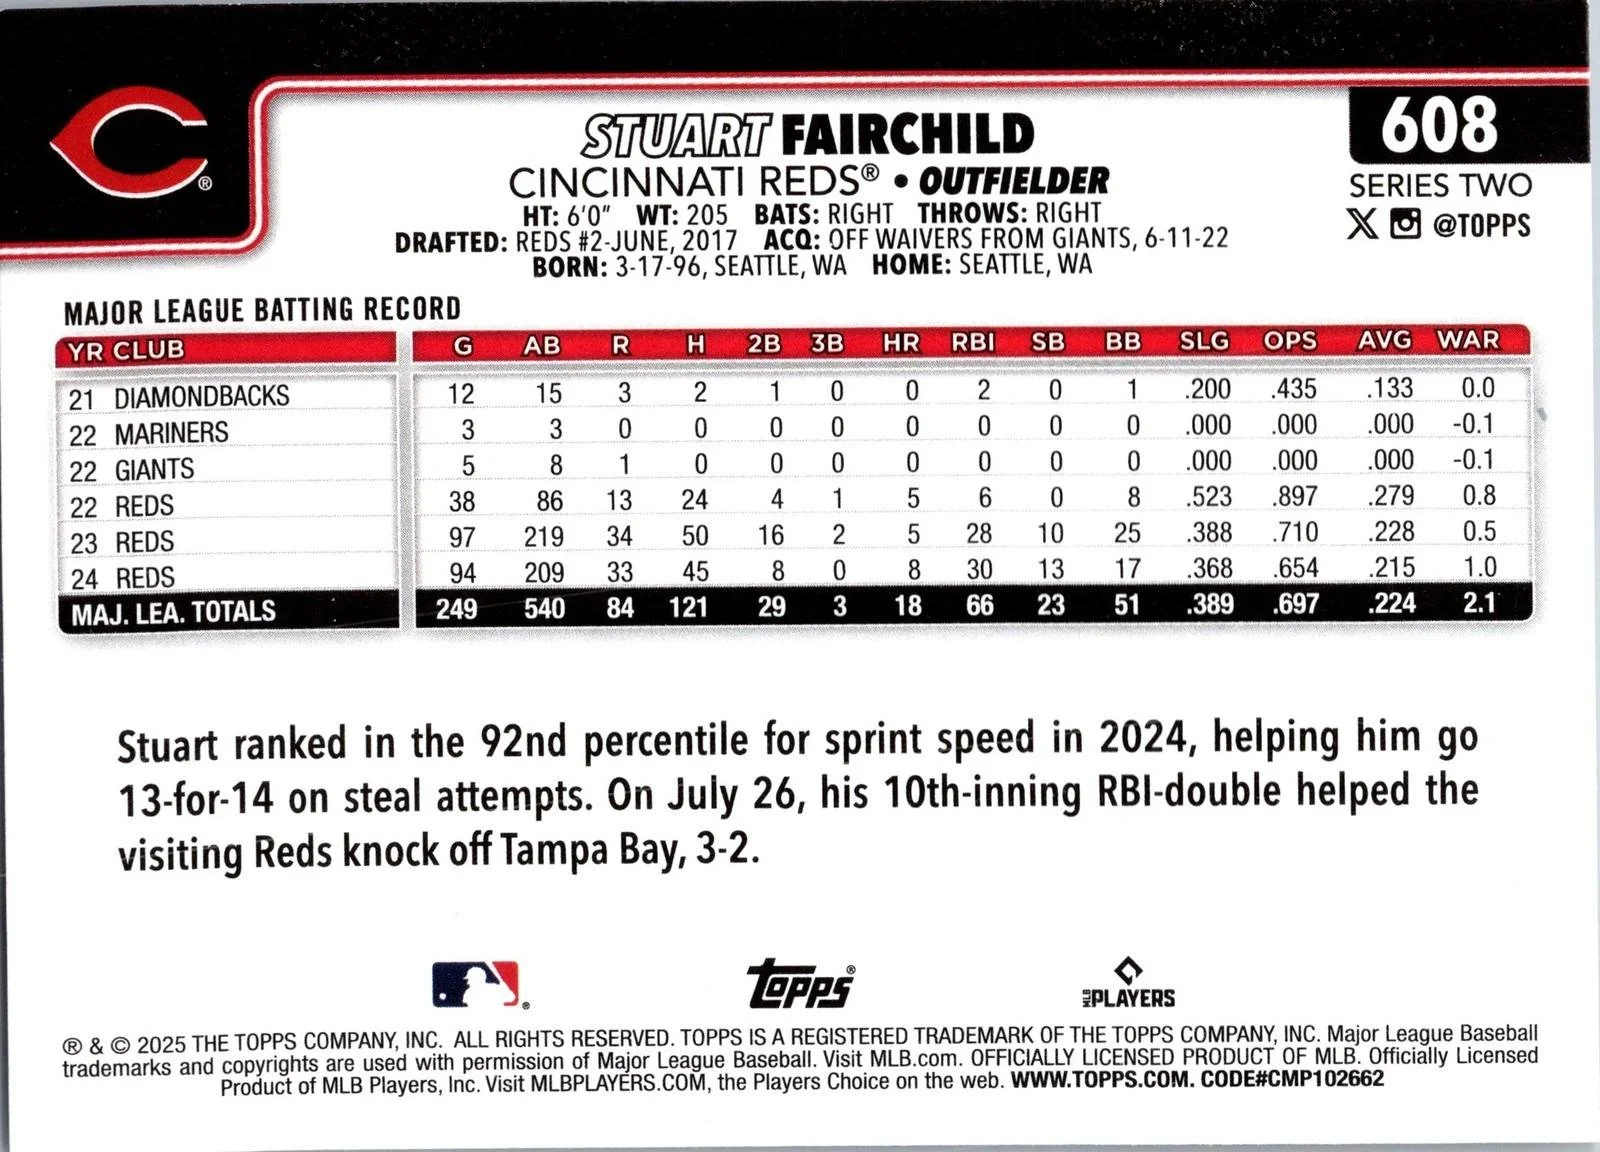 C®
608
STUART FAIRCHILD
CINCINNATI REDS® • OUTFIELDER
SERIES TWO
HT: 6'0" WT: 205 BATS: RIGHT THROWS: RIGHT
@TOPPS
DRAFTED: REDS #2-JUNE, 2017 ACQ: OFF WAIVERS FROM GIANTS, 6-11-22
BORN: 3-17-96, SEATTLE, WA HOME: SEATTLE, WA
MAJOR LEAGUE BATTING RECORD
YR CLUB G AB R H 2B 3B HR RBI SB BB SLG OPS AVG WAR
21 DIAMONDBACKS 12 15 3 2 1 0 0 2 0 1 .200 .435 .133 0.0
22 MARINERS 3 3 0 0 0 0 0 0 0 0 .000 .000 .000 -0.1
22 GIANTS 5 8 1 0 0 0 0 0 0 0 .000 .000 .000 -0.1
22 REDS 38 86 13 24 4 1 5 6 0 8 .523 .897 .279 0.8
23 REDS 97 219 34 50 16 2 5 28 10 25 .388 .710 .228 0.5
24 REDS 94 209 33 45 8 0 8 30 13 17 .368 .654 .215 1.0
MAJ. LEA. TOTALS 249 540 84 121 29 3 18 66 23 51 .389 .697 .224 2.1
Stuart ranked in the 92nd percentile for sprint speed in 2024, helping him go
13-for-14 on steal attempts. On July 26, his 10th-inning RBI-double helped the
visiting Reds knock off Tampa Bay, 3-2.
® TOPPS® MLB PLAYERS
® & © 2025 THE TOPPS COMPANY, INC. ALL RIGHTS RESERVED. TOPPS IS A REGISTERED TRADEMARK OF THE TOPPS COMPANY, INC. Major League Baseball
trademarks and copyrights are used with permission of Major League Baseball. Visit MLB.com. OFFICIALLY LICENSED PRODUCT OF MLB. Officially Licensed
Product of MLB Players, Inc. Visit MLBPLAYERS.COM, the Players Choice on the web. WWW.TOPPS.COM. CODE#CMP102662